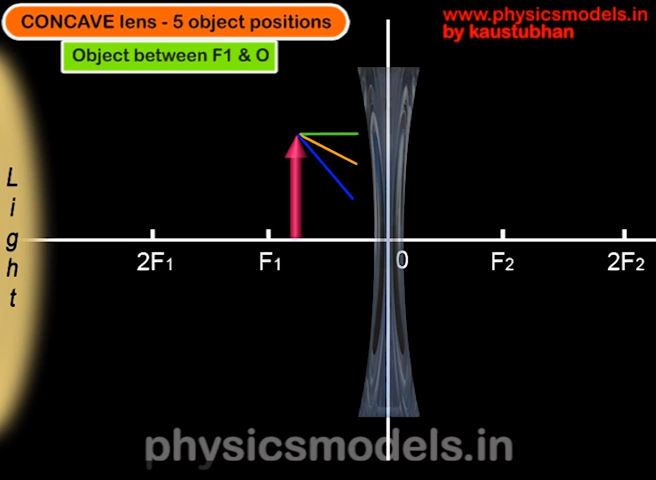 CONCAVE lens - 5 object positions
Object between F1 & O
www.physicsmodels.in
by kaustubhan
Light
2F1
F1
0
F2
2F2
physicsmodels.in